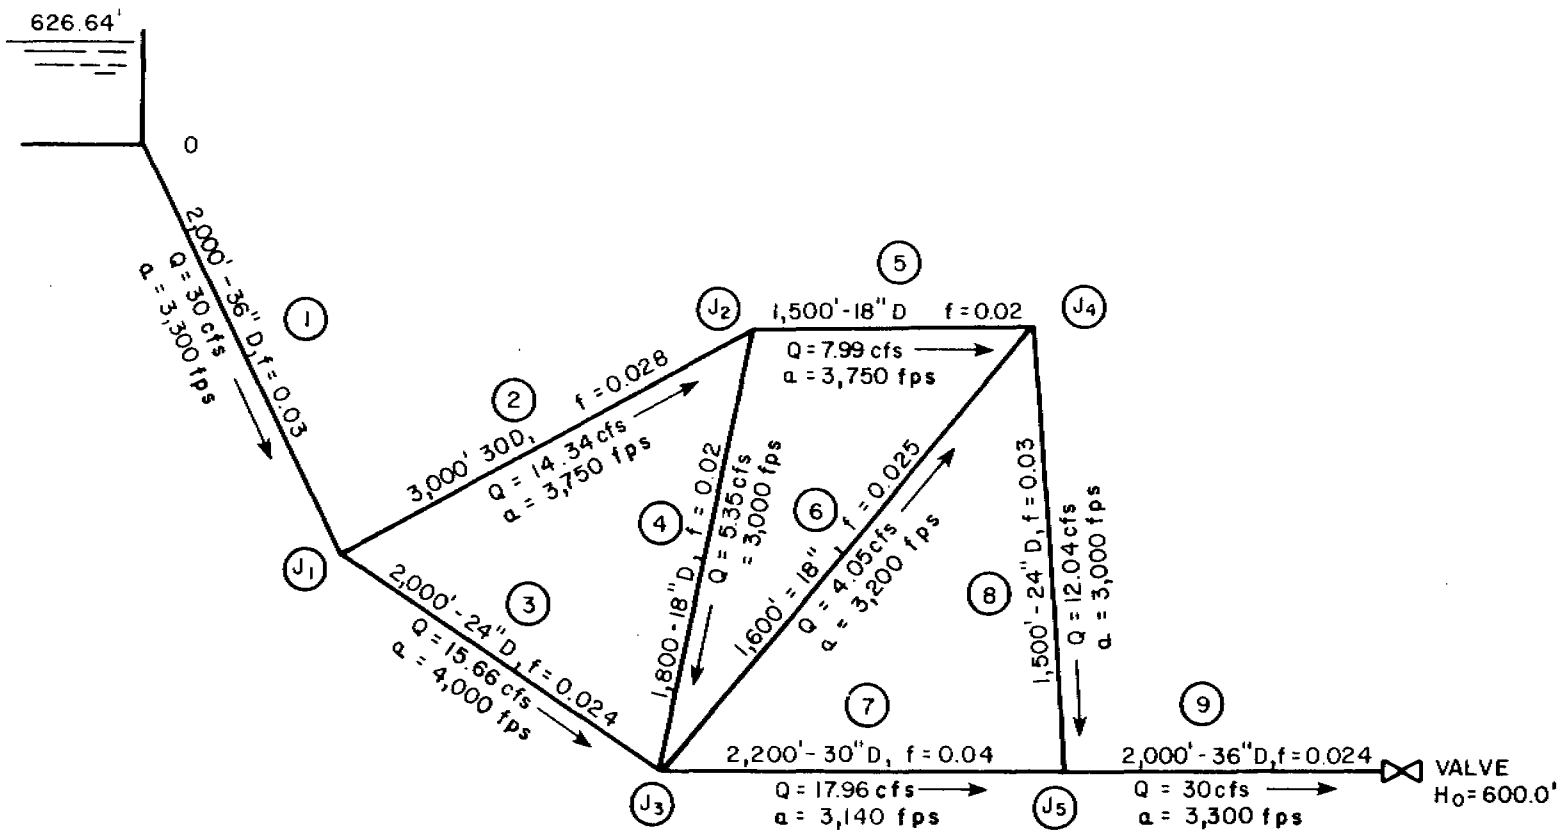 626.64'
0
2,000' - 36" D, f = 0.03
Q = 30 cfs
a = 3,300 fps
1
J1
3,000' 30D, f = 0.028
Q = 14.34 cfs
a = 3,750 fps
2
2,000' - 24" D, f = 0.024
Q = 15.66 cfs
a = 4,000 fps
3
J2
1,800 - 18" D, f = 0.02
Q = 5.35 cfs
= 3,000 fps
4
5
1,500' - 18" D f = 0.02
Q = 7.99 cfs
a = 3,750 fps
J4
1,600' = 18", f = 0.025
Q = 4.05 cfs
a = 3,200 fps
6
J3
7
2,200' - 30" D, f = 0.04
Q = 17.96 cfs
a = 3,140 fps
8
1,500' - 24" D, f = 0.03
Q = 12.04 cfs
a = 3,000 fps
J5
9
2,000' - 36" D, f = 0.024
Q = 30 cfs
a = 3,300 fps
VALVE
H0 = 600.0'